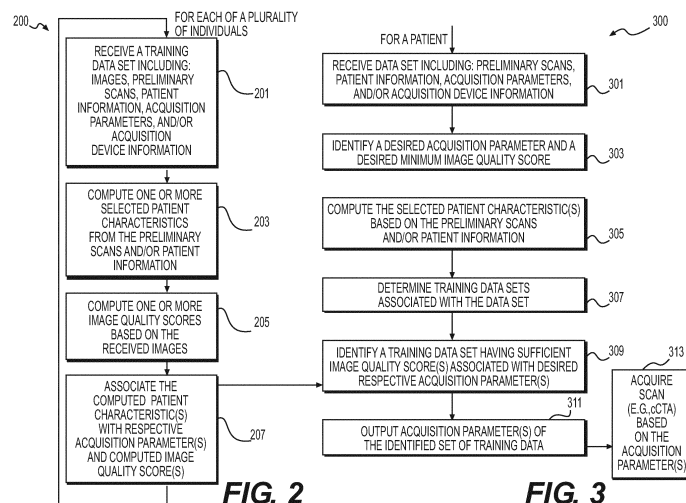 200
FOR EACH OF A PLURALITY
OF INDIVIDUALS
RECEIVE A TRAINING
DATA SET INCLUDING:
IMAGES, PRELIMINARY
SCANS, PATIENT
INFORMATION, ACQUISITION
PARAMETERS, AND/OR
ACQUISITION
DEVICE INFORMATION
201
COMPUTE ONE OR MORE
SELECTED PATIENT
CHARACTERISTICS
FROM THE PRELIMINARY
SCANS AND/OR PATIENT
INFORMATION
203
COMPUTE ONE OR MORE
IMAGE QUALITY SCORES
BASED ON THE
RECEIVED IMAGES
205
ASSOCIATE THE
COMPUTED PATIENT
CHARACTERISTIC(S)
WITH RESPECTIVE
ACQUISITION PARAMETER(S)
AND COMPUTED IMAGE
QUALITY SCORE(S)
207
FIG. 2
300
FOR A PATIENT
RECEIVE DATA SET INCLUDING: PRELIMINARY SCANS,
PATIENT INFORMATION, ACQUISITION PARAMETERS,
AND/OR ACQUISITION DEVICE INFORMATION
301
IDENTIFY A DESIRED ACQUISITION PARAMETER AND A
DESIRED MINIMUM IMAGE QUALITY SCORE
303
COMPUTE THE SELECTED PATIENT CHARACTERISTIC(S)
BASED ON THE PRELIMINARY SCANS
AND/OR PATIENT INFORMATION
305
DETERMINE TRAINING DATA SETS
ASSOCIATED WITH THE DATA SET
307
IDENTIFY A TRAINING DATA SET HAVING SUFFICIENT
IMAGE QUALITY SCORE(S) ASSOCIATED WITH DESIRED
RESPECTIVE ACQUISITION PARAMETER(S)
309
311
OUTPUT ACQUISITION PARAMETER(S) OF
THE IDENTIFIED SET OF TRAINING DATA
313
ACQUIRE
SCAN
(E.G.,cCTA)
BASED
ON THE
ACQUISITION
PARAMETER(S)
FIG. 3